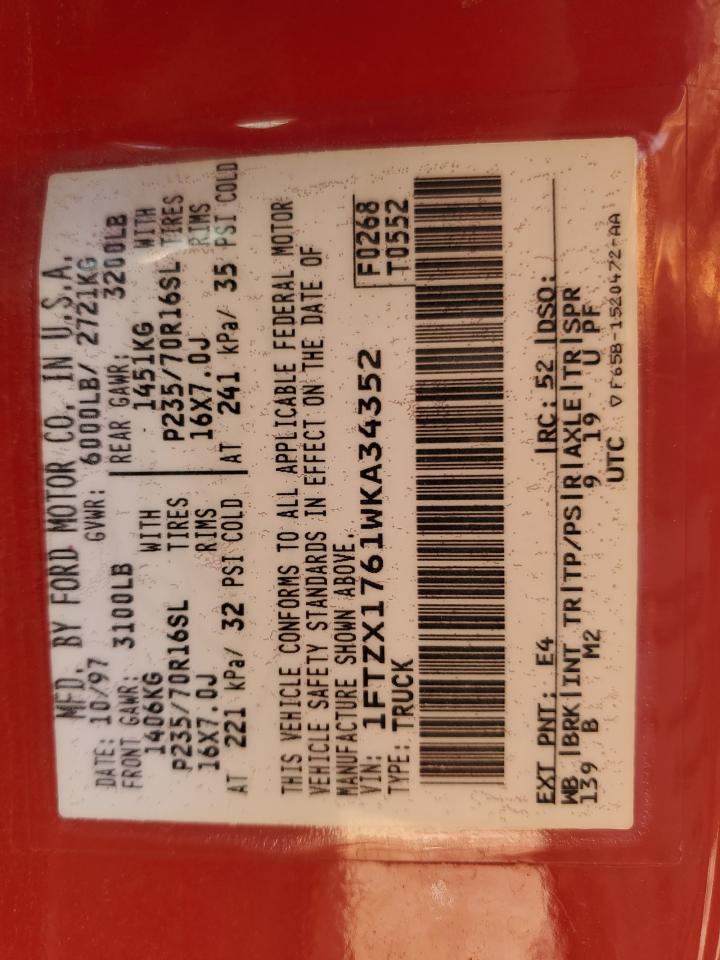 MFD. BY FORD MOTOR CO. IN U.S.A.
DATE: 10/97 GVWR: 6000LB/ 2721KG
FRONT GAWR: 3100LB REAR GAWR: 3200LB
1406KG WITH 1451KG WITH
P235/70R16SL TIRES P235/70R16SL TIRES
16X7.0J RIMS 16X7.0J RIMS
AT 221 kPa/ 32 PSI COLD AT 241 kPa/ 35 PSI COLD
THIS VEHICLE CONFORMS TO ALL APPLICABLE FEDERAL MOTOR
VEHICLE SAFETY STANDARDS IN EFFECT ON THE DATE OF
MANUFACTURE SHOWN ABOVE.
VIN: 1FTZX1761WKA34352 F0268
TYPE: TRUCK T0552
EXT PNT: E4 RC: 52 DSO:
WB BRK INT TR TP/PS R AXLE TR SPR
139 B M2 9 19 U PF
UTC ▽F65B-1520472-AA